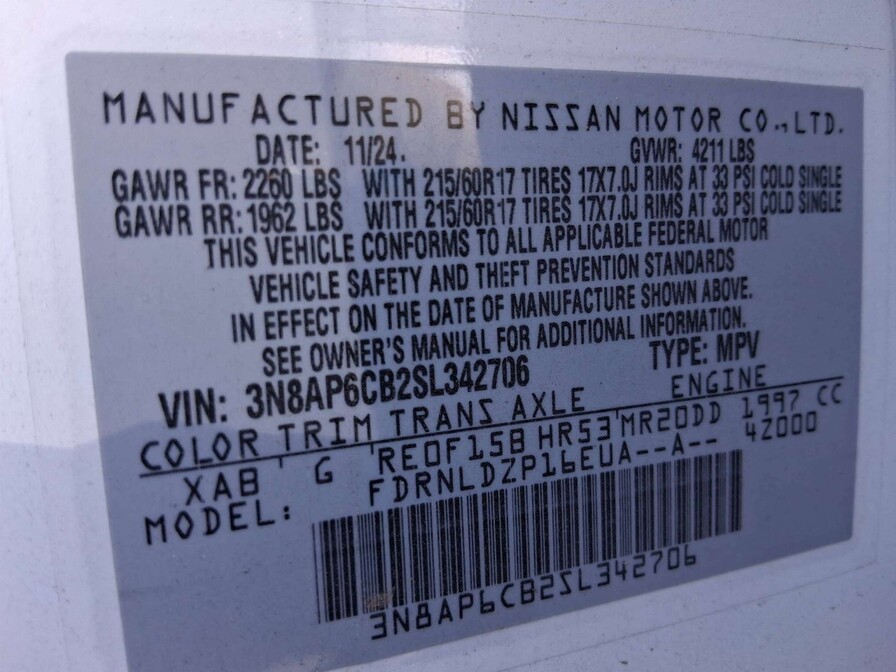 MANUFACTURED BY NISSAN MOTOR CO.,LTD.
DATE: 11/24. GVWR: 4211 LBS
GAWR FR: 2260 LBS WITH 215/60R17 TIRES 17X7.0J RIMS AT 33 PSI COLD SINGLE
GAWR RR: 1962 LBS WITH 215/60R17 TIRES 17X7.0J RIMS AT 33 PSI COLD SINGLE
THIS VEHICLE CONFORMS TO ALL APPLICABLE FEDERAL MOTOR
VEHICLE SAFETY AND THEFT PREVENTION STANDARDS
IN EFFECT ON THE DATE OF MANUFACTURE SHOWN ABOVE.
SEE OWNER'S MANUAL FOR ADDITIONAL INFORMATION.
VIN: 3N8AP6CB2SL342706 TYPE: MPV
COLOR TRIM TRANS AXLE ENGINE
XAB ' G RE0F15B HR53'MR20DD 1997 CC
MODEL: FDRNLDZP16EUA--A-- 4Z000
3N8AP6CB2SL342706